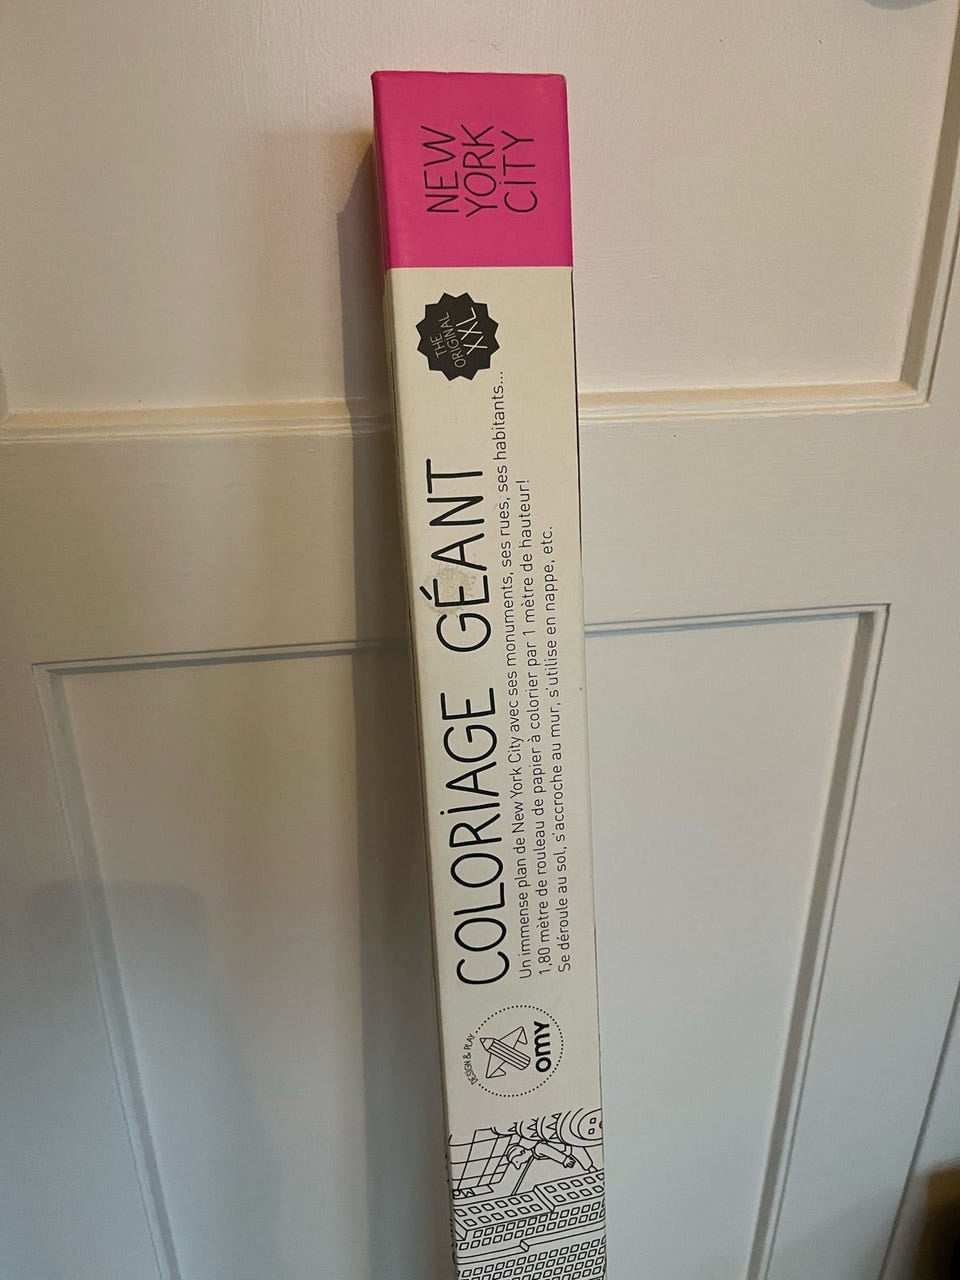 NEW
YORK
CiTY
THE
ORIGINAL
XXL
COLORiAGE GÉANT
Un immense plan de New York City avec ses monuments, ses rues, ses habitants...
1,80 mètre de rouleau de papier à colorier par 1 mètre de hauteur!
Se déroule au sol, s'accroche au mur, s'utilise en nappe, etc.
DESIGN & PLAY
omy